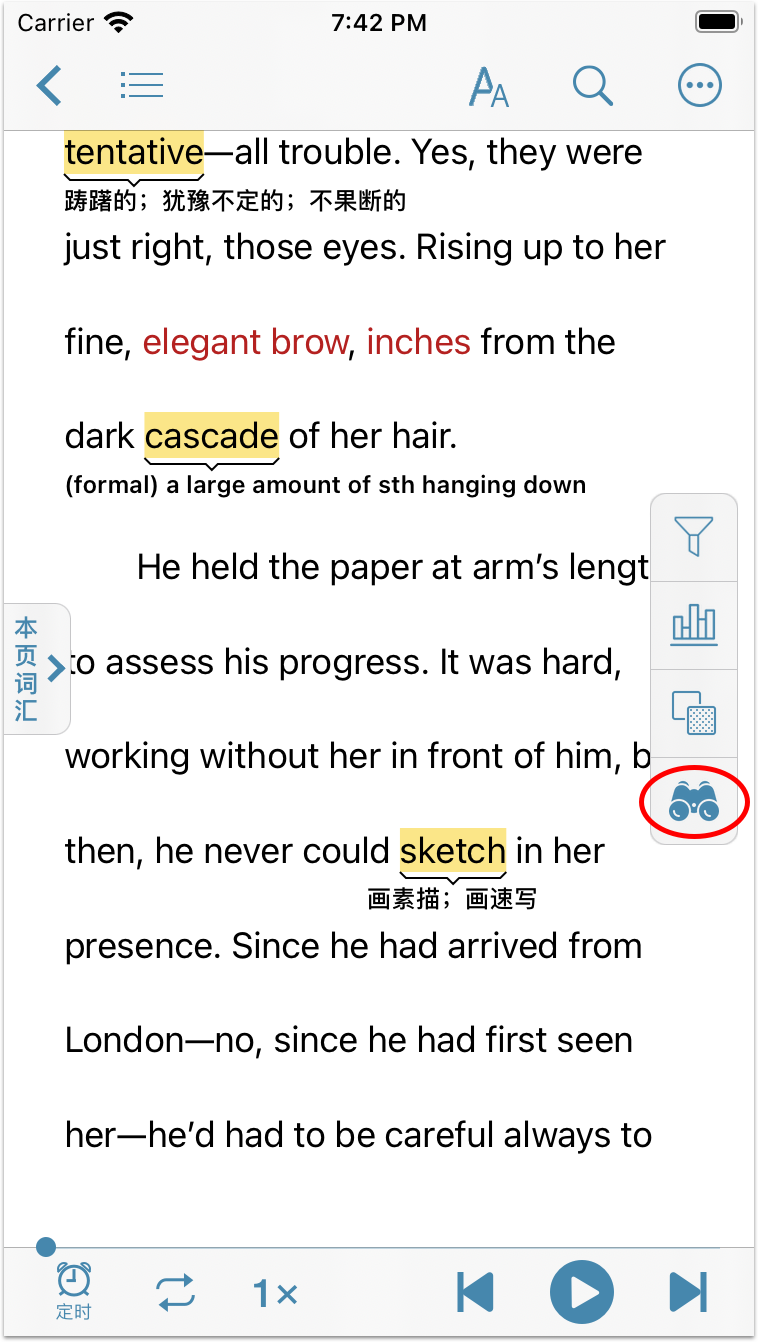 Carrier 7:42 PM
AA
tentative—all trouble. Yes, they were
踌躇的；犹豫不定的；不果断的
just right, those eyes. Rising up to her
fine, elegant brow, inches from the
dark cascade of her hair.
(formal) a large amount of sth hanging down
He held the paper at arm’s lengt
本页词汇
to assess his progress. It was hard,
working without her in front of him, b
then, he never could sketch in her
画素描；画速写
presence. Since he had arrived from
London—no, since he had first seen
her—he’d had to be careful always to
定时
1×